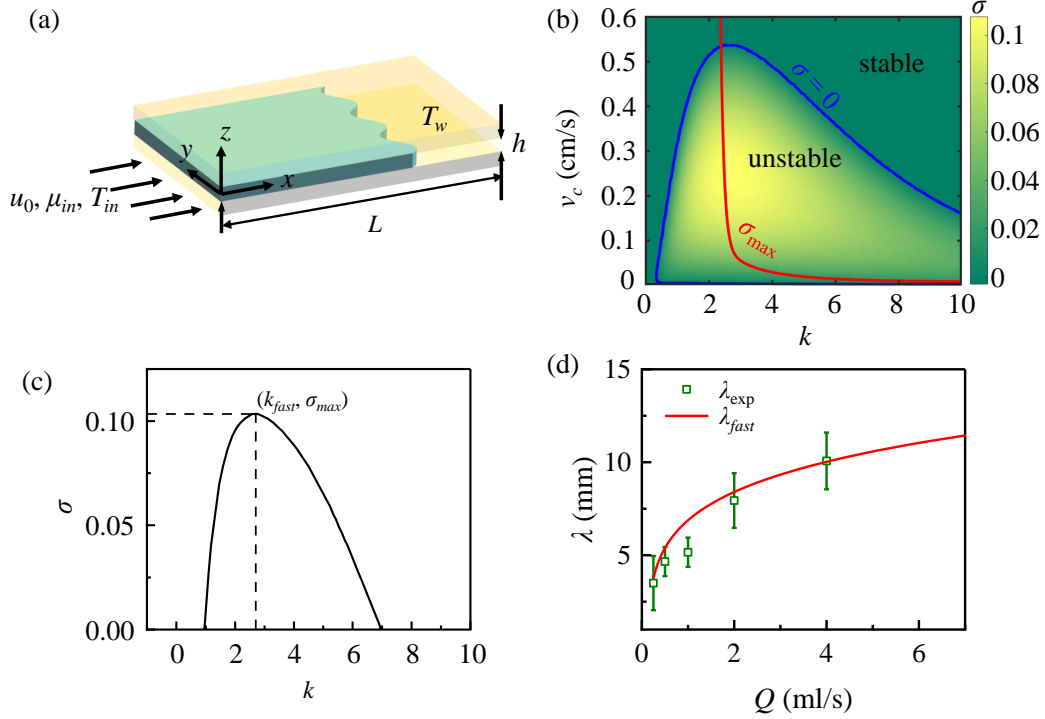 (a)
z
y
x
T_w
h
L
u_0, μ_in, T_in
(b)
σ
0.6
0.5
0.4
0.3
0.2
0.1
0
v_c (cm/s)
0 2 4 6 8 10
k
stable
unstable
σ = 0
σ_max
0.1
0.08
0.06
0.04
0.02
0
(c)
(k_fast, σ_max)
0.10
0.05
0.00
σ
0 2 4 6 8 10
k
(d)
λ_exp
λ_fast
15
10
5
λ (mm)
0 2 4 6
Q (ml/s)